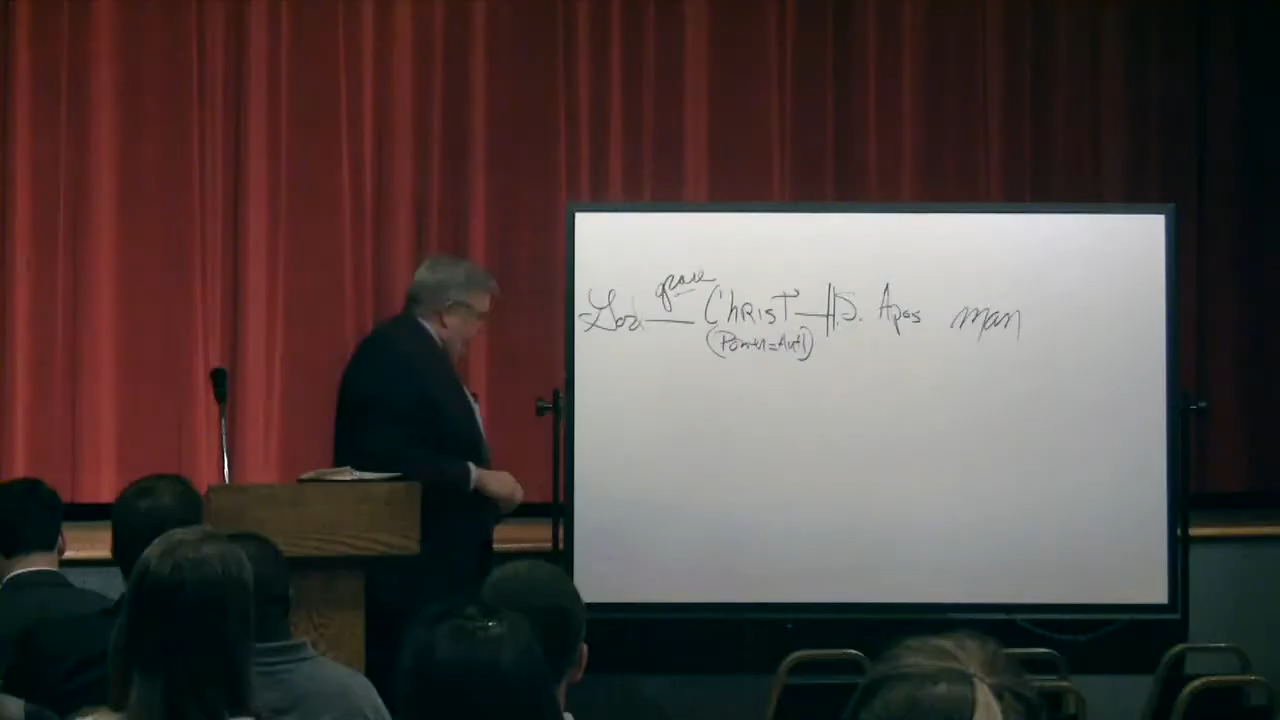 grace
God — Christ — H.S. Apos man
(Power=Auth)